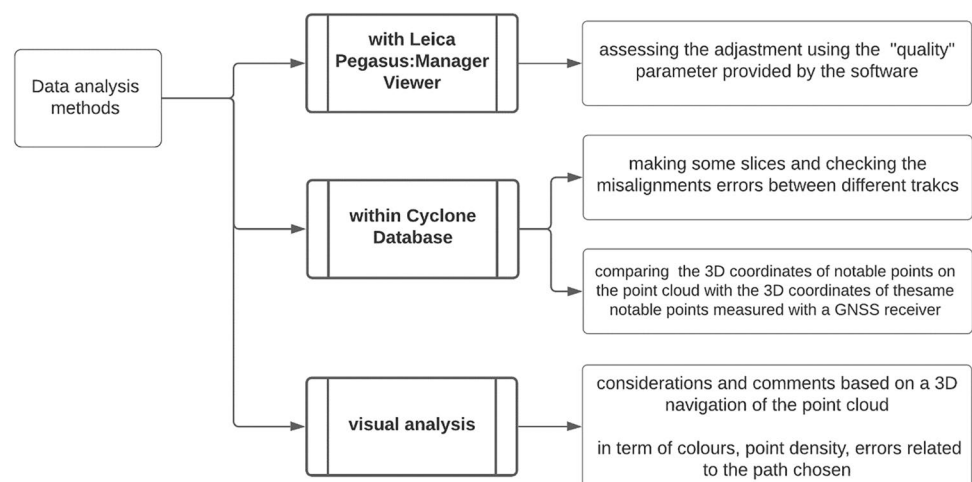 Data analysis
methods
with Leica
Pegasus:Manager
Viewer
assessing the adjustment using the "quality"
parameter provided by the software
within Cyclone
Database
making some slices and checking the
misalignments errors between different trakcs
comparing the 3D coordinates of notable points on
the point cloud with the 3D coordinates of thesame
notable points measured with a GNSS receiver
visual analysis
considerations and comments based on a 3D
navigation of the point cloud
in term of colours, point density, errors related
to the path chosen